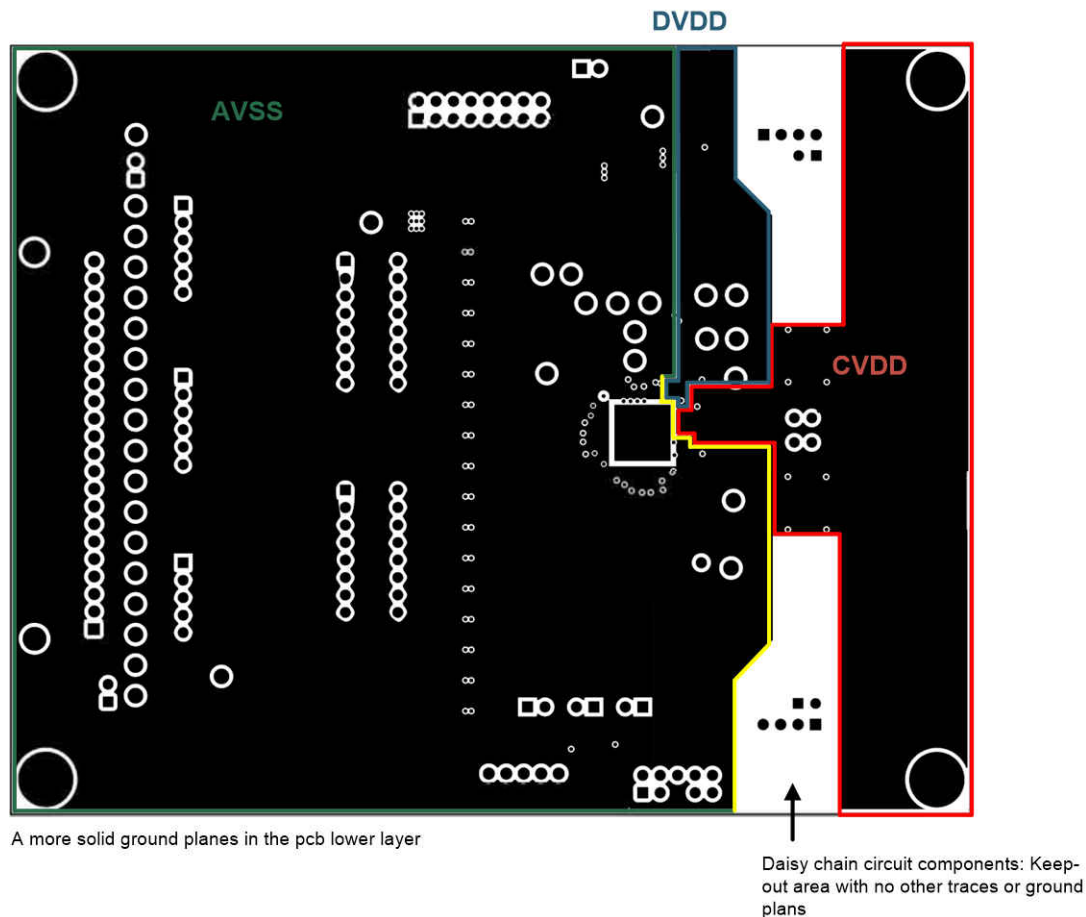 DVDD
AVSS
CVDD
A more solid ground planes in the pcb lower layer
Daisy chain circuit components: Keep-
out area with no other traces or ground
plans